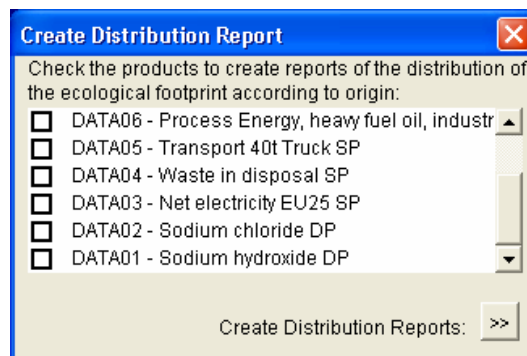 Create Distribution Report
Check the products to create reports of the distribution of
the ecological footprint according to origin:
DATA06 - Process Energy, heavy fuel oil, industr
DATA05 - Transport 40t Truck SP
DATA04 - Waste in disposal SP
DATA03 - Net electricity EU25 SP
DATA02 - Sodium chloride DP
DATA01 - Sodium hydroxide DP
Create Distribution Reports: >>